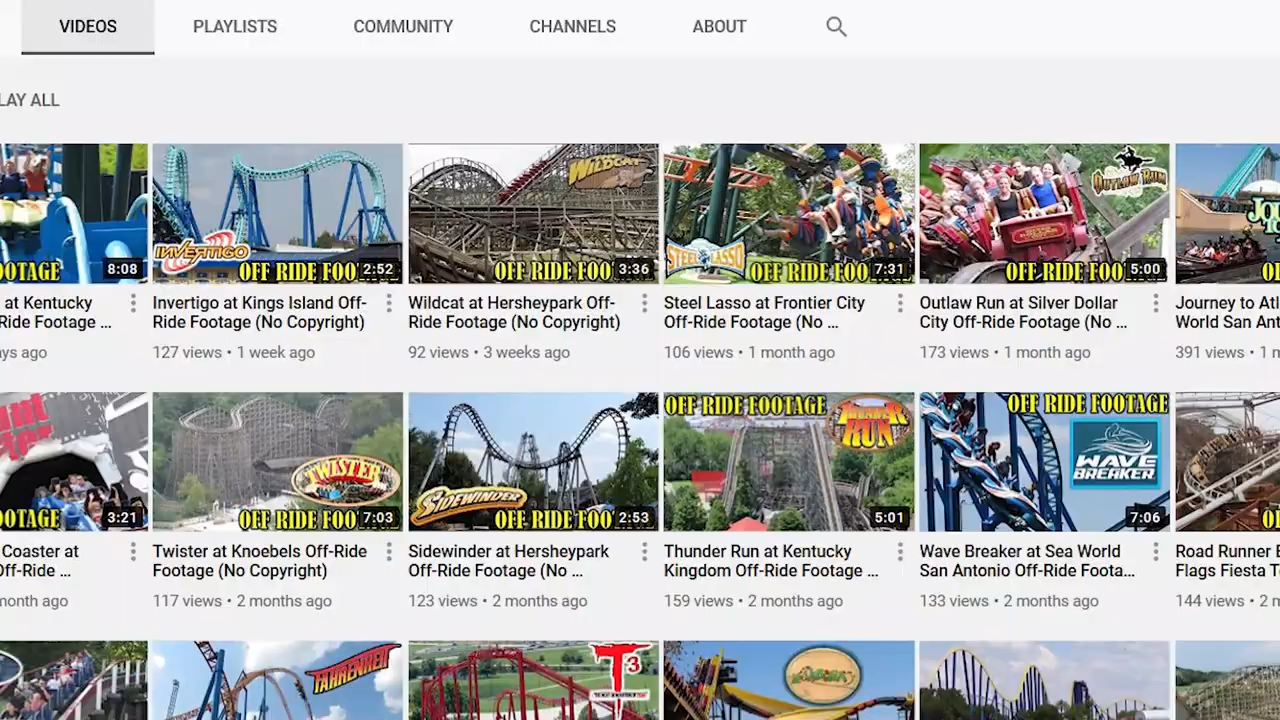 VIDEOS PLAYLISTS COMMUNITY CHANNELS ABOUT
LAY ALL
OTAGE 8:08
INVERTIGO OFF RIDE FOO 2:52
WILDCAT OFF RIDE FOO 3:36
STEEL LASSO OFF RIDE FOO 7:31
OUTLAW RUN OFF RIDE FOO 5:00
at Kentucky
Ride Footage ...
ys ago
Invertigo at Kings Island Off-
Ride Footage (No Copyright)
127 views • 1 week ago
Wildcat at Hersheypark Off-
Ride Footage (No Copyright)
92 views • 3 weeks ago
Steel Lasso at Frontier City
Off-Ride Footage (No ...
106 views • 1 month ago
Outlaw Run at Silver Dollar
City Off-Ride Footage (No ...
173 views • 1 month ago
Journey to Atl
World San Ant
391 views • 1 m
OTAGE 3:21
TWISTER OFF RIDE FOO 7:03
SIDEWINDER OFF RIDE FOO 2:53
OFF RIDE FOOTAGE THUNDER RUN 5:01
OFF RIDE FOOTAGE WAVE BREAKER 7:06
Coaster at
Off-Ride ...
month ago
Twister at Knoebels Off-Ride
Footage (No Copyright)
117 views • 2 months ago
Sidewinder at Hersheypark
Off-Ride Footage (No ...
123 views • 2 months ago
Thunder Run at Kentucky
Kingdom Off-Ride Footage ...
159 views • 2 months ago
Wave Breaker at Sea World
San Antonio Off-Ride Foota...
133 views • 2 months ago
Road Runner E
Flags Fiesta T
144 views • 2 m
FAHRENHEIT
T3